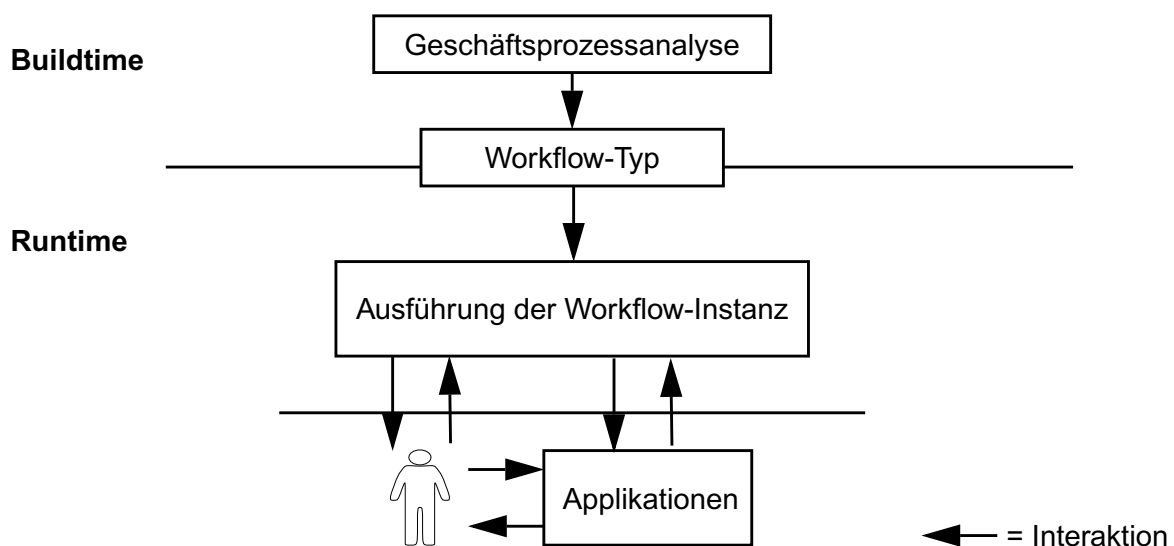 Geschäftsprozessanalyse
Buildtime
Workflow-Typ
Runtime
Ausführung der Workflow-Instanz
Applikationen
= Interaktion